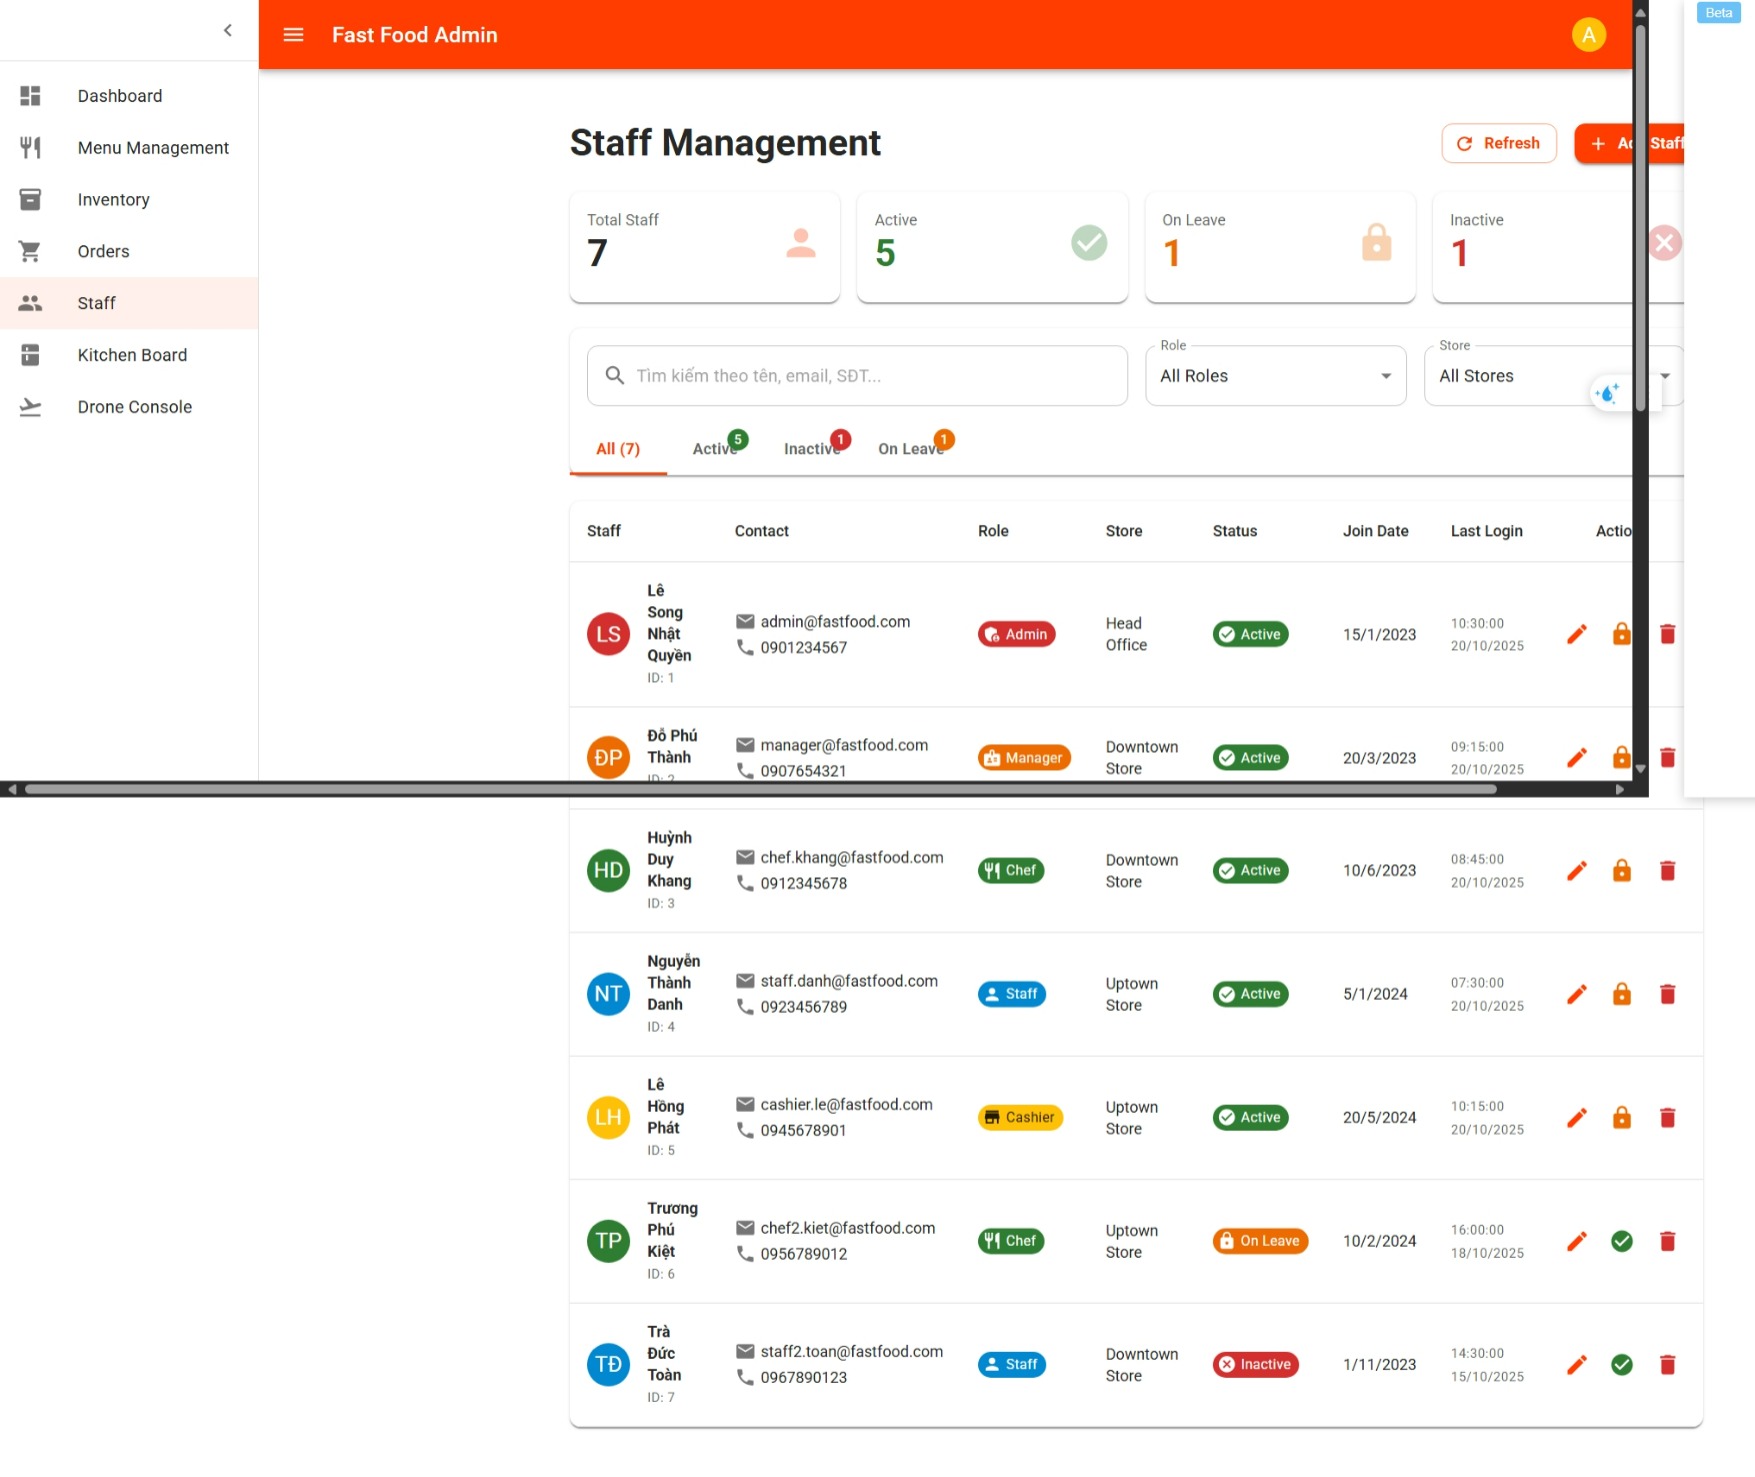 Beta
Fast Food Admin
A
Dashboard
Menu Management
Inventory
Orders
Staff
Kitchen Board
Drone Console
Staff Management
Refresh
Staff
Total Staff
7
Active
5
On Leave
1
Inactive
1
Tìm kiếm theo tên, email, SĐT...
Role
All Roles
Store
All Stores
All (7)
Active 5
Inactive 1
On Leave 1
Staff Contact Role Store Status Join Date Last Login
LS
Lê
Song
Nhật
Quyền
ID: 1
admin@fastfood.com
0901234567
Admin
Head
Office
Active
15/1/2023
10:30:00
20/10/2025
ĐP
Đỗ Phú
Thành
ID: 2
manager@fastfood.com
0907654321
Manager
Downtown
Store
Active
20/3/2023
09:15:00
20/10/2025
HD
Huỳnh
Duy
Khang
ID: 3
chef.khang@fastfood.com
0912345678
Chef
Downtown
Store
Active
10/6/2023
08:45:00
20/10/2025
NT
Nguyễn
Thành
Danh
ID: 4
staff.danh@fastfood.com
0923456789
Staff
Uptown
Store
Active
5/1/2024
07:30:00
20/10/2025
LH
Lê
Hồng
Phát
ID: 5
cashier.le@fastfood.com
0945678901
Cashier
Uptown
Store
Active
20/5/2024
10:15:00
20/10/2025
TP
Trương
Phú
Kiệt
ID: 6
chef2.kiet@fastfood.com
0956789012
Chef
Uptown
Store
On Leave
10/2/2024
16:00:00
18/10/2025
TĐ
Trà
Đức
Toàn
ID: 7
staff2.toan@fastfood.com
0967890123
Staff
Downtown
Store
Inactive
1/11/2023
14:30:00
15/10/2025